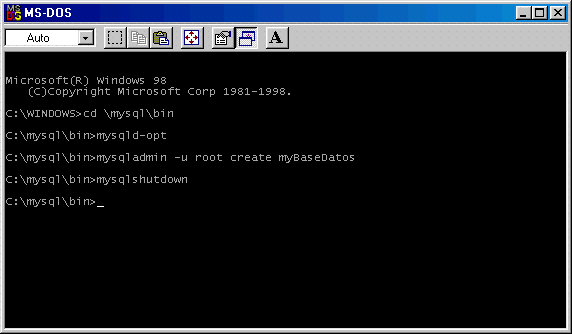 MS-DOS
Auto
A
Microsoft(R) Windows 98
(C)Copyright Microsoft Corp 1981-1998.
C:\WINDOWS>cd \mysql\bin
C:\mysql\bin>mysqld-opt
C:\mysql\bin>mysqladmin -u root create myBaseDatos
C:\mysql\bin>mysqlshutdown
C:\mysql\bin>_